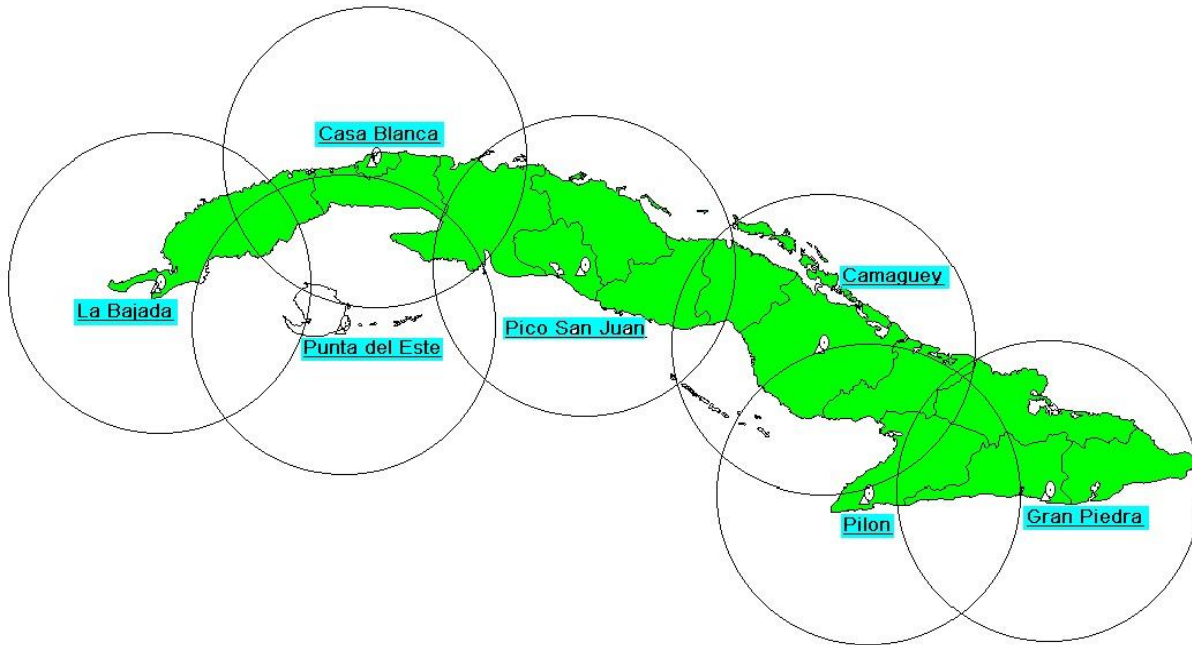 Casa Blanca
Camaguey
La Bajada
Pico San Juan
Punta del Este
Gran Piedra
Pilon